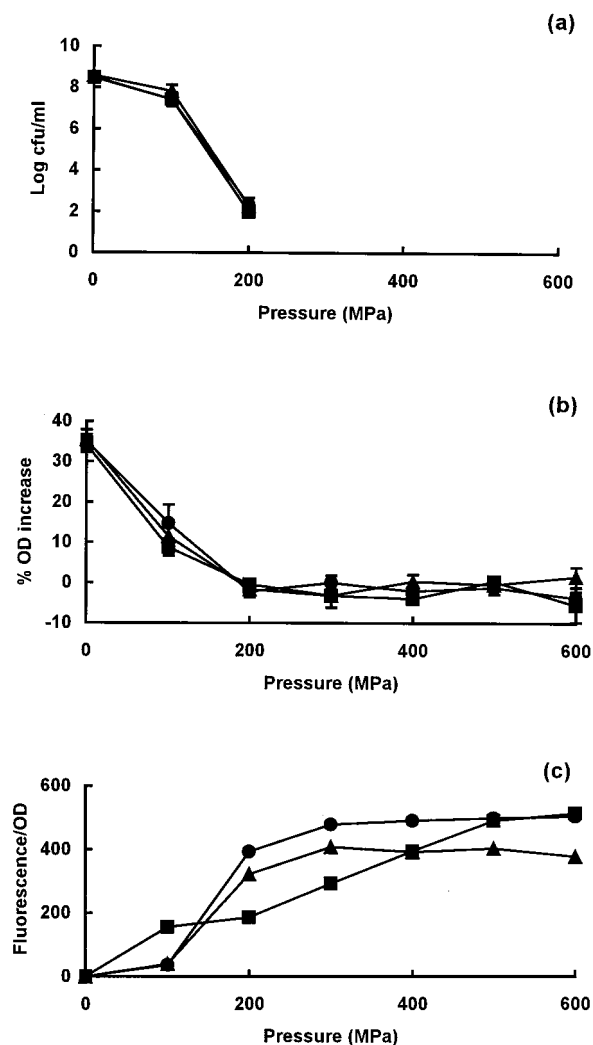 (a)
10
8
6
4
2
0
Log cfu/ml
0 200 400 600
Pressure (MPa)
(b)
40
30
20
10
0
-10
% OD increase
0 200 400 600
Pressure (MPa)
(c)
600
400
200
0
Fluorescence/OD
0 200 400 600
Pressure (MPa)